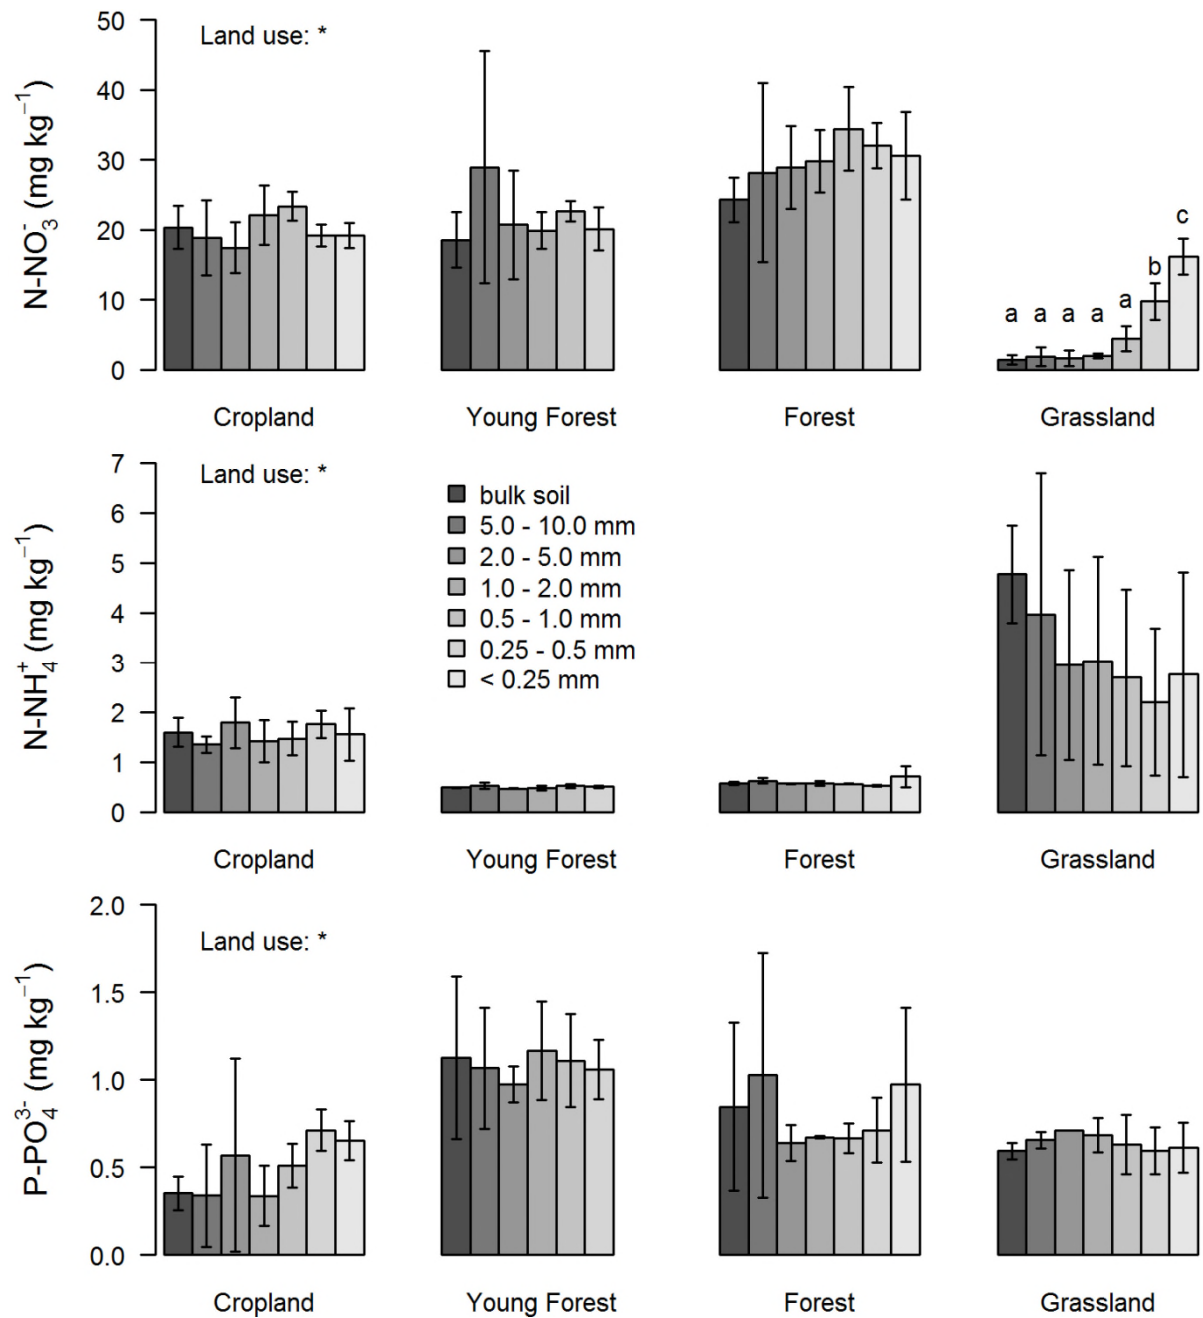 N-NO₃⁻ (mg kg⁻¹)
50
40
30
20
10
0
Land use: *
a a a a a b c
Cropland Young Forest Forest Grassland
N-NH₄⁺ (mg kg⁻¹)
7
6
5
4
3
2
1
0
Land use: *
bulk soil
5.0 - 10.0 mm
2.0 - 5.0 mm
1.0 - 2.0 mm
0.5 - 1.0 mm
0.25 - 0.5 mm
< 0.25 mm
Cropland Young Forest Forest Grassland
P-PO₄³⁻ (mg kg⁻¹)
2.0
1.5
1.0
0.5
0.0
Land use: *
Cropland Young Forest Forest Grassland